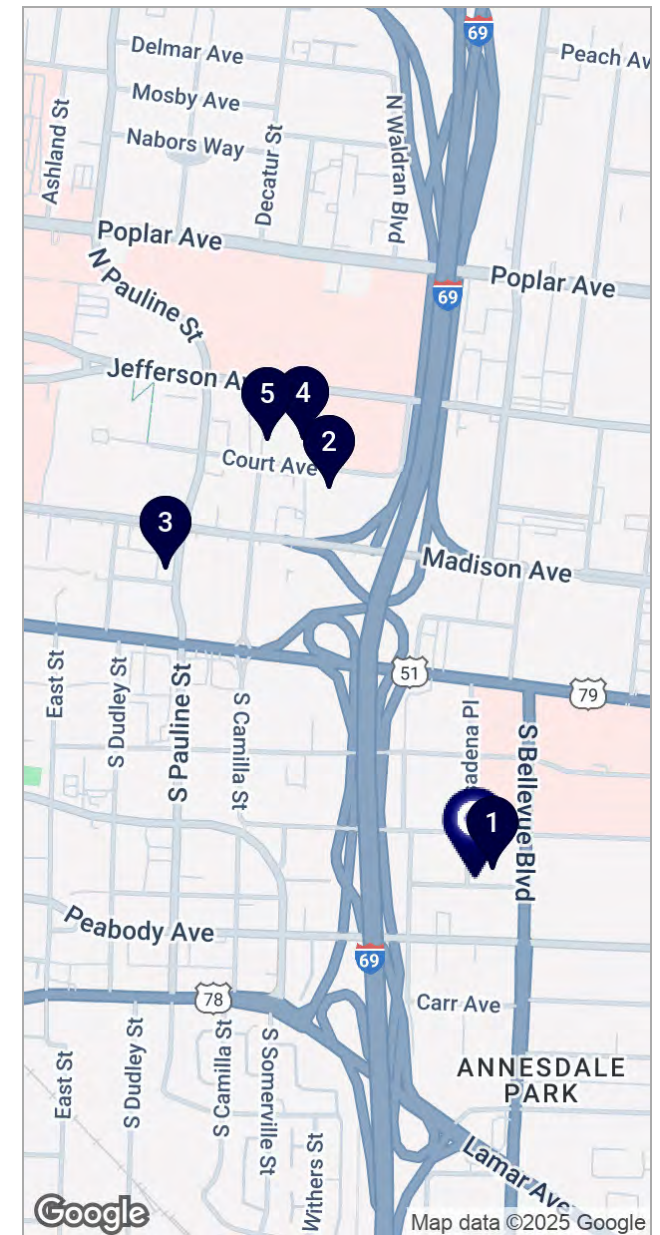 69
Delmar Ave
Peach Av
Mosby Ave
Ashland St
N Waldran Blvd
Nabors Way
Decatur St
Poplar Ave
Poplar Ave
N Pauline St
69
Jefferson A
5
4
2
Court Ave
3
Madison Ave
51
79
East St
S Dudley St
S Pauline St
S Camilla St
adena Pl
S Bellevue Blvd
1
Peabody Ave
69
78
Carr Ave
S Dudley St
S Camilla St
S Somerville St
East St
ANNESDALE
PARK
Withers St
Lamar Ave
Google
Map data ©2025 Google